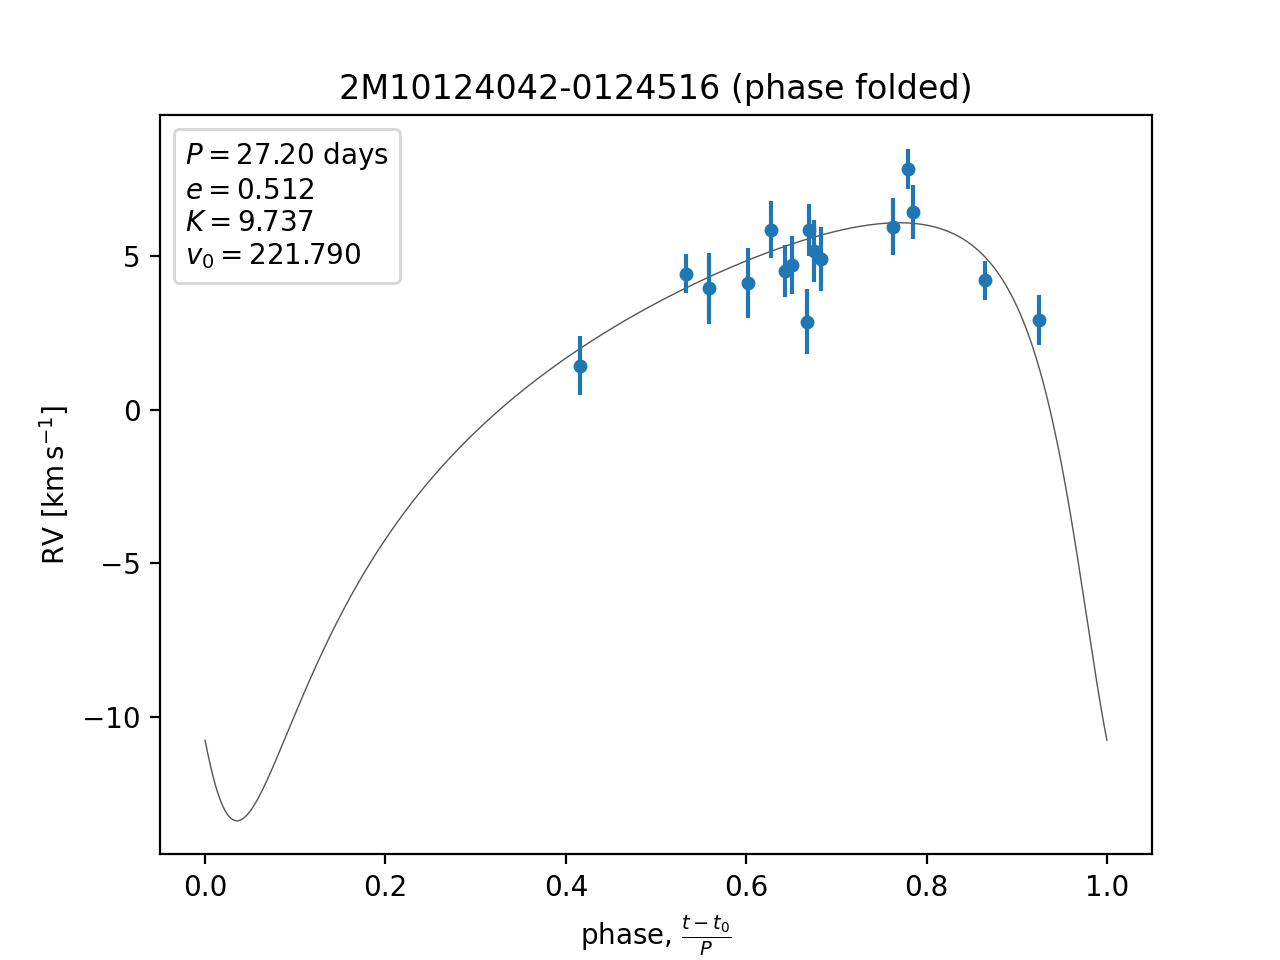 2M10124042-0124516 (phase folded)
P = 27.20 days
e = 0.512
K = 9.737
v₀ = 221.790
5
0
−5
−10
RV [km s⁻¹]
0.0 0.2 0.4 0.6 0.8 1.0
phase, (t − t₀)/P